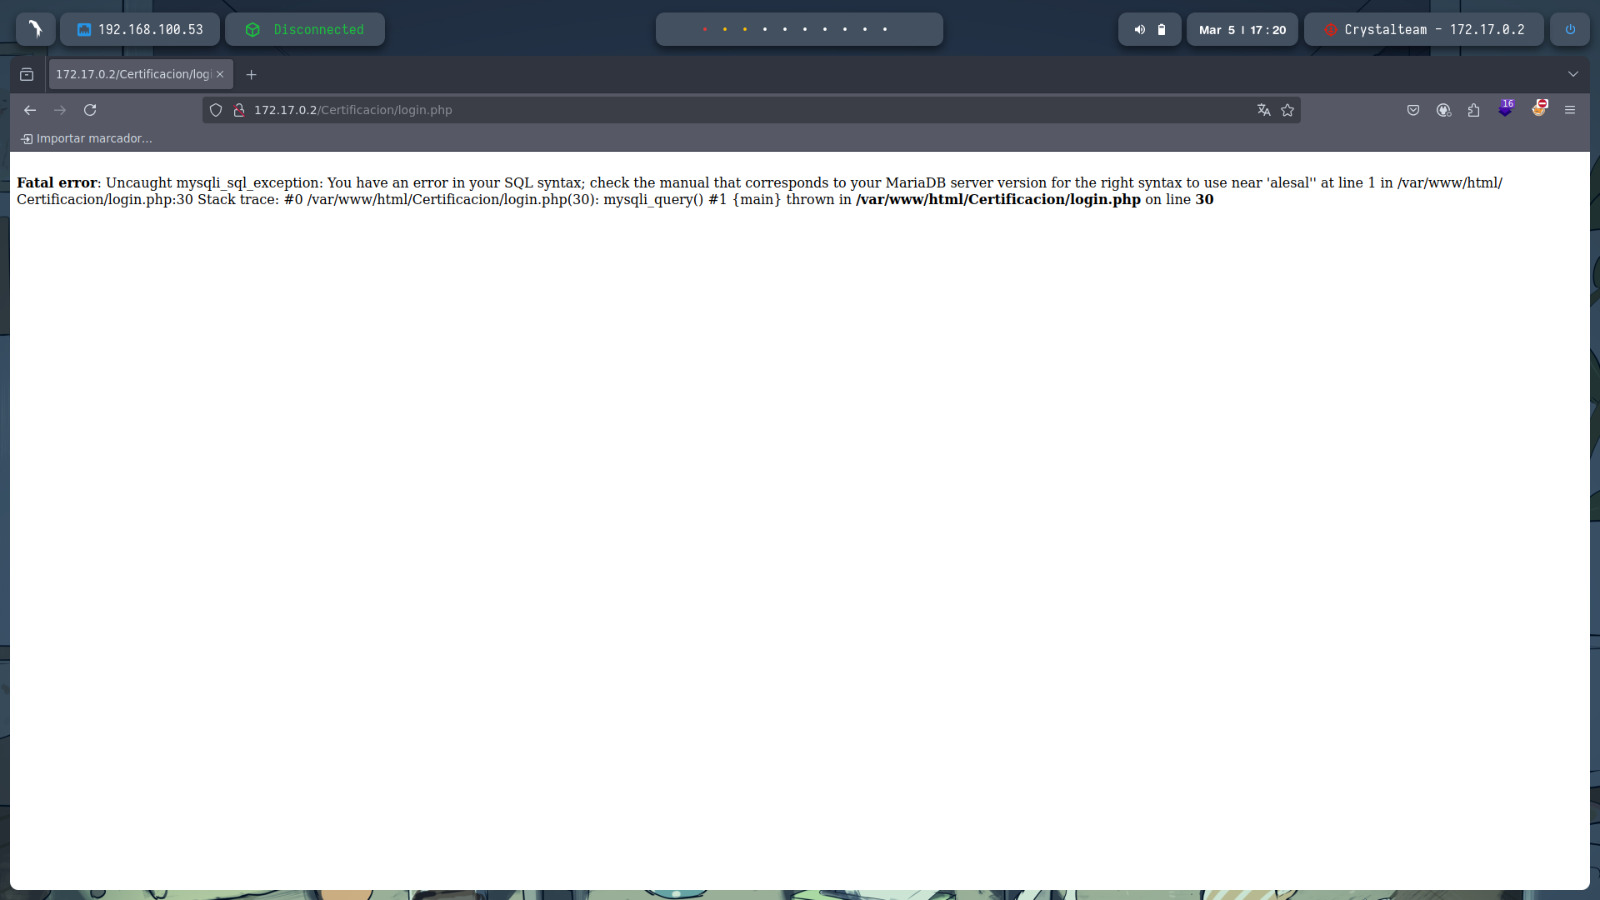 192.168.100.53
Disconnected
Mar 5 | 17 : 20
Crystalteam - 172.17.0.2
172.17.0.2/Certificacion/logi
172.17.0.2/Certificacion/login.php
16
Importar marcador…
Fatal error: Uncaught mysqli_sql_exception: You have an error in your SQL syntax; check the manual that corresponds to your MariaDB server version for the right syntax to use near 'alesal'' at line 1 in /var/www/html/
Certificacion/login.php:30 Stack trace: #0 /var/www/html/Certificacion/login.php(30): mysqli_query() #1 {main} thrown in /var/www/html/Certificacion/login.php on line 30